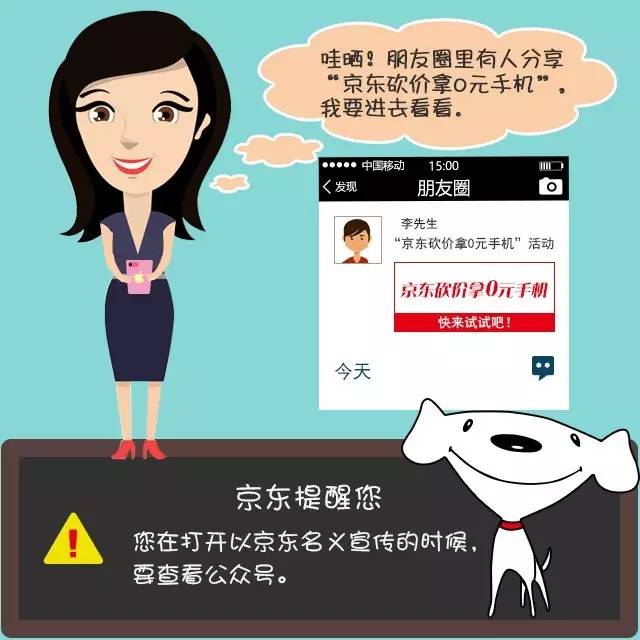 哇晒！朋友圈里有人分享
“京东砍价拿0元手机”，
我要进去看看。
中国移动 15:00
发现 朋友圈
李先生
“京东砍价拿0元手机”活动
京东砍价拿0元手机
快来试试吧！
今天
京东提醒您
您在打开以京东名义宣传的时候，
要查看公众号。